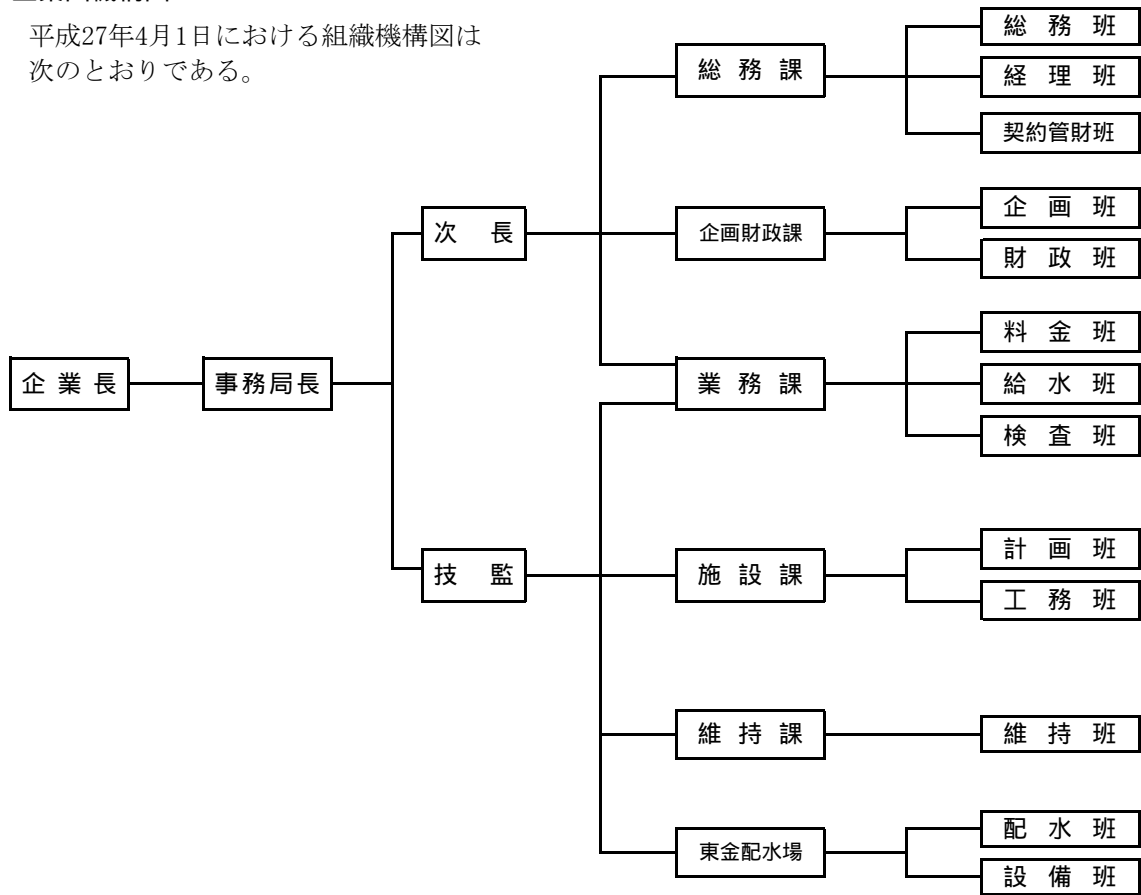 平成27年4月1日における組織機構図は
次のとおりである。
企業長
事務局長
次長
技監
総務課
総務班
経理班
契約管財班
企画財政課
企画班
財政班
業務課
料金班
給水班
検査班
施設課
計画班
工務班
維持課
維持班
東金配水場
配水班
設備班